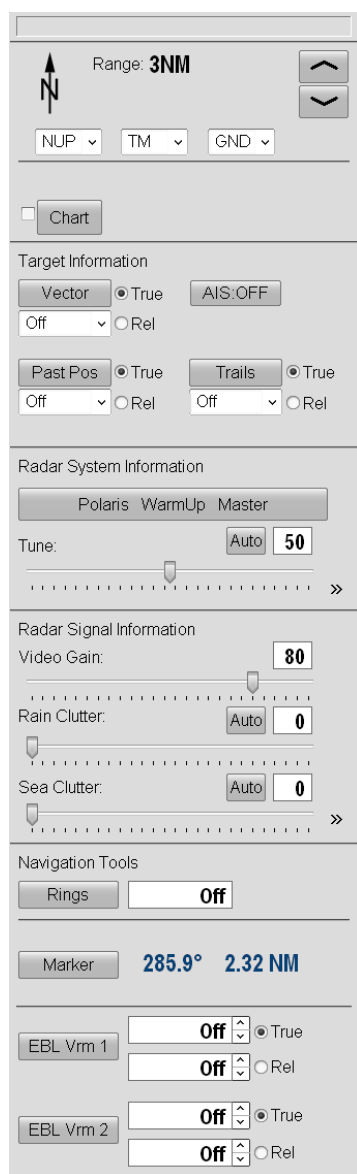 N
Range: 3NM
NUP TM GND
Chart
Target Information
Vector True AIS:OFF
Off Rel
Past Pos True Trails True
Off Rel Off Rel
Radar System Information
Polaris WarmUp Master
Tune: Auto 50
»
Radar Signal Information
Video Gain: 80
Rain Clutter: Auto 0
Sea Clutter: Auto 0
»
Navigation Tools
Rings Off
Marker 285.9° 2.32 NM
EBL Vrm 1 Off True
Off Rel
EBL Vrm 2 Off True
Off Rel